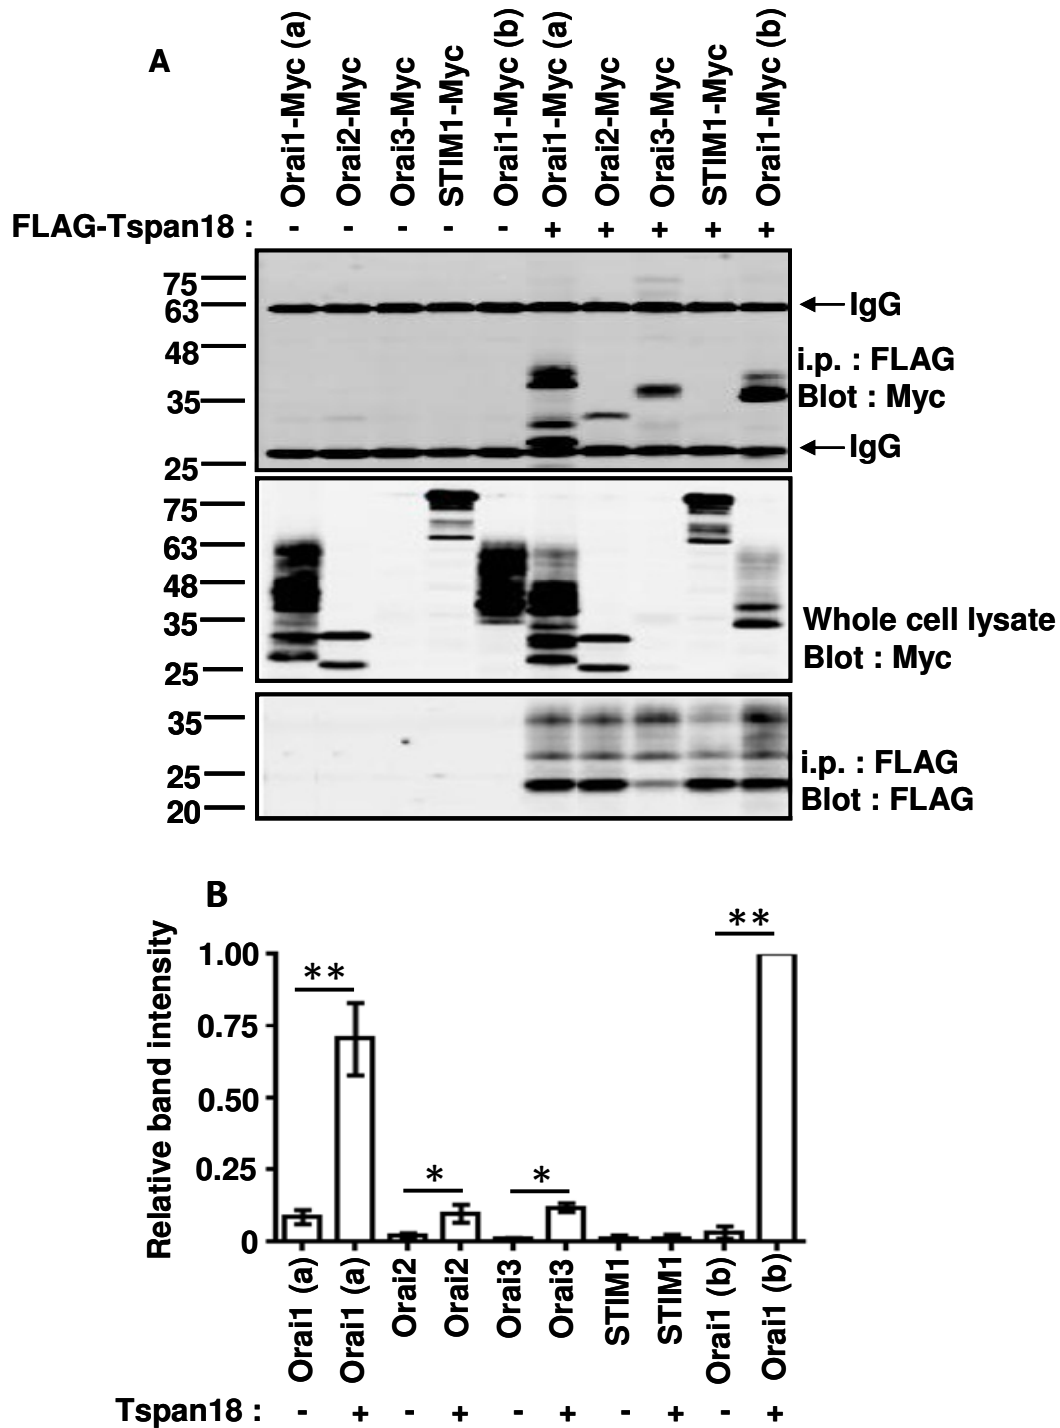 A
Orai1-Myc (a)
Orai2-Myc
Orai3-Myc
STIM1-Myc
Orai1-Myc (b)
Orai1-Myc (a)
Orai2-Myc
Orai3-Myc
STIM1-Myc
Orai1-Myc (b)
FLAG-Tspan18 : - - - - - + + + + +
75
63
48
35
25
IgG
i.p. : FLAG
Blot : Myc
IgG
75
63
48
35
25
Whole cell lysate
Blot : Myc
35
25
20
i.p. : FLAG
Blot : FLAG
B
Relative band intensity
1.00
0.75
0.50
0.25
0
**
*
*
**
Orai1 (a)
Orai1 (a)
Orai2
Orai2
Orai3
Orai3
STIM1
STIM1
Orai1 (b)
Orai1 (b)
Tspan18 : - + - + - + - + - +